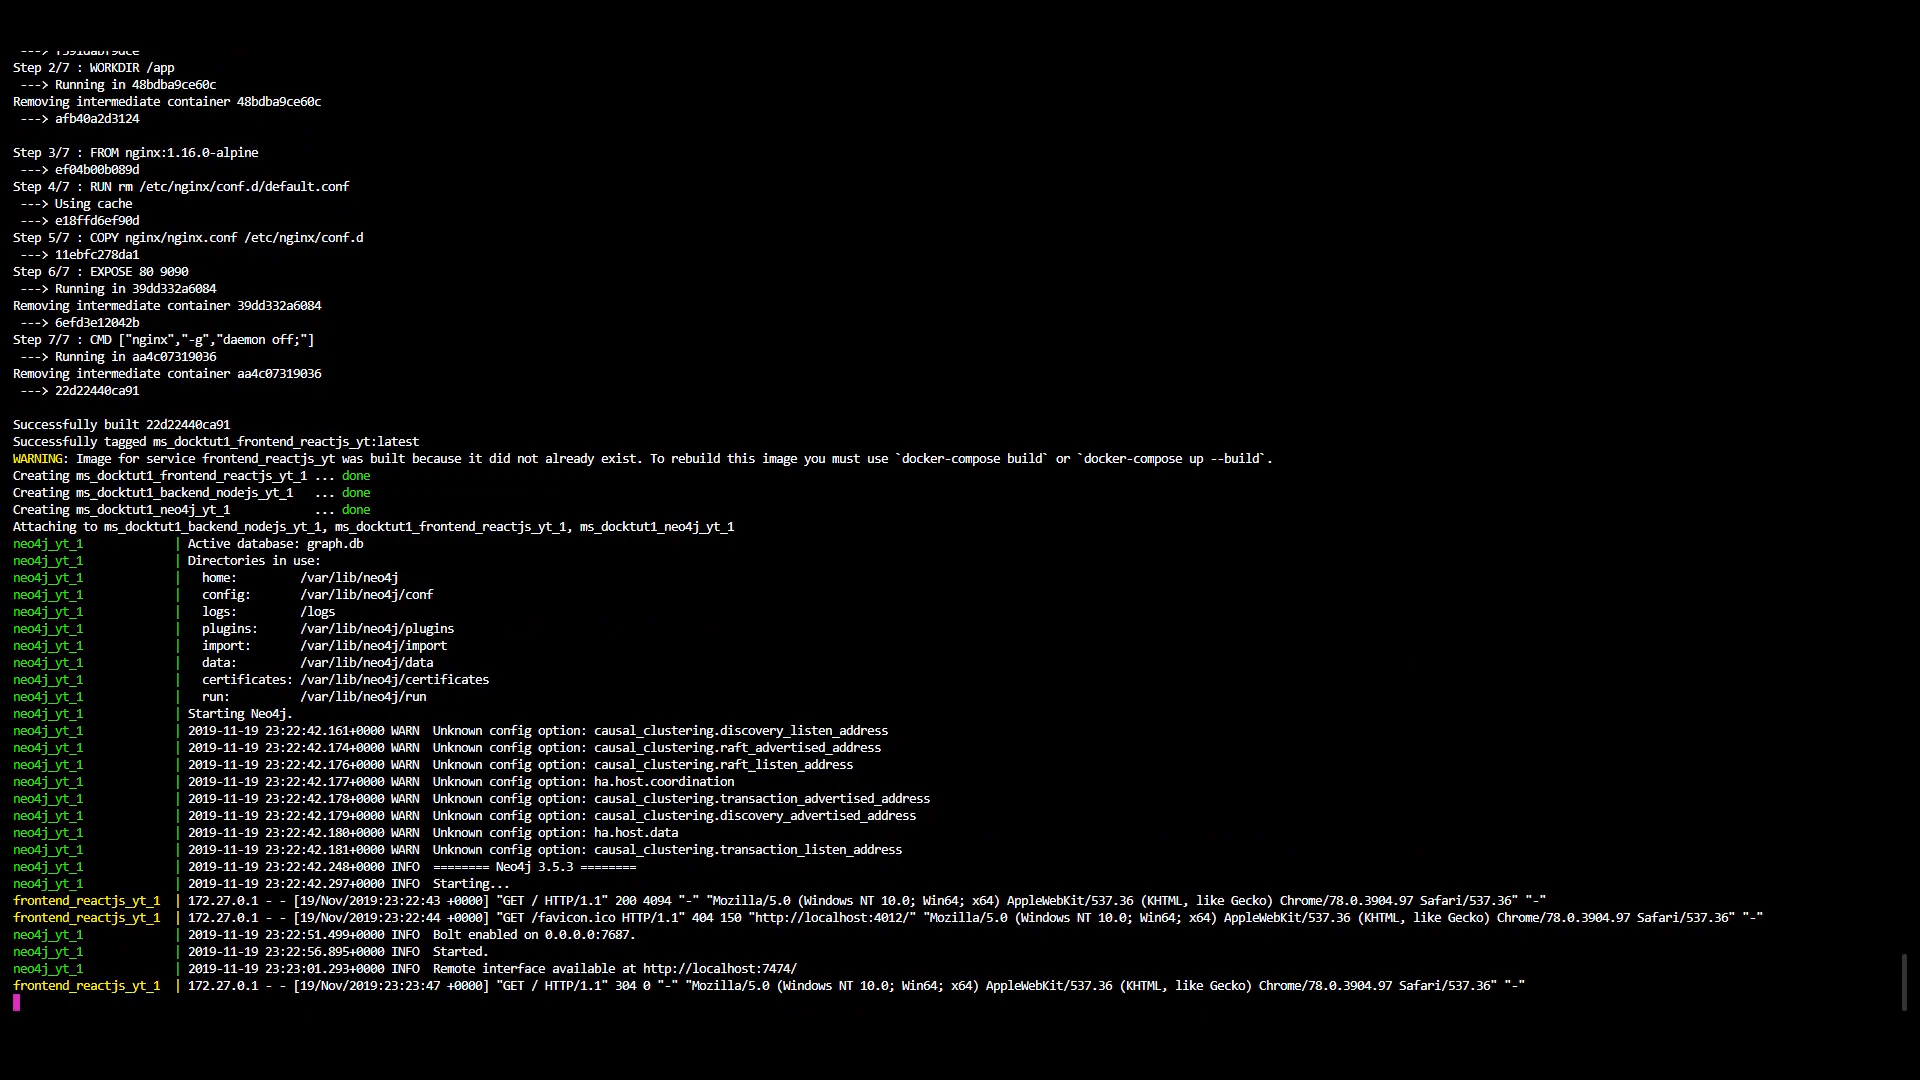 ---> f591dabf9dce
Step 2/7 : WORKDIR /app
 ---> Running in 48bdba9ce60c
Removing intermediate container 48bdba9ce60c
 ---> afb40a2d3124
Step 3/7 : FROM nginx:1.16.0-alpine
 ---> ef04b00b089d
Step 4/7 : RUN rm /etc/nginx/conf.d/default.conf
 ---> Using cache
 ---> e18ffd6ef90d
Step 5/7 : COPY nginx/nginx.conf /etc/nginx/conf.d
 ---> 11ebfc278da1
Step 6/7 : EXPOSE 80 9090
 ---> Running in 39dd332a6084
Removing intermediate container 39dd332a6084
 ---> 6efd3e12042b
Step 7/7 : CMD ["nginx","-g","daemon off;"]
 ---> Running in aa4c07319036
Removing intermediate container aa4c07319036
 ---> 22d22440ca91
Successfully built 22d22440ca91
Successfully tagged ms_docktut1_frontend_reactjs_yt:latest
WARNING: Image for service frontend_reactjs_yt was built because it did not already exist. To rebuild this image you must use `docker-compose build` or `docker-compose up --build`.
Creating ms_docktut1_frontend_reactjs_yt_1 ... done
Creating ms_docktut1_backend_nodejs_yt_1   ... done
Creating ms_docktut1_neo4j_yt_1            ... done
Attaching to ms_docktut1_backend_nodejs_yt_1, ms_docktut1_frontend_reactjs_yt_1, ms_docktut1_neo4j_yt_1
neo4j_yt_1             | Active database: graph.db
neo4j_yt_1             | Directories in use:
neo4j_yt_1             |   home:         /var/lib/neo4j
neo4j_yt_1             |   config:       /var/lib/neo4j/conf
neo4j_yt_1             |   logs:         /logs
neo4j_yt_1             |   plugins:      /var/lib/neo4j/plugins
neo4j_yt_1             |   import:       /var/lib/neo4j/import
neo4j_yt_1             |   data:         /var/lib/neo4j/data
neo4j_yt_1             |   certificates: /var/lib/neo4j/certificates
neo4j_yt_1             |   run:          /var/lib/neo4j/run
neo4j_yt_1             | Starting Neo4j.
neo4j_yt_1             | 2019-11-19 23:22:42.161+0000 WARN  Unknown config option: causal_clustering.discovery_listen_address
neo4j_yt_1             | 2019-11-19 23:22:42.174+0000 WARN  Unknown config option: causal_clustering.raft_advertised_address
neo4j_yt_1             | 2019-11-19 23:22:42.176+0000 WARN  Unknown config option: causal_clustering.raft_listen_address
neo4j_yt_1             | 2019-11-19 23:22:42.177+0000 WARN  Unknown config option: ha.host.coordination
neo4j_yt_1             | 2019-11-19 23:22:42.178+0000 WARN  Unknown config option: causal_clustering.transaction_advertised_address
neo4j_yt_1             | 2019-11-19 23:22:42.179+0000 WARN  Unknown config option: causal_clustering.discovery_advertised_address
neo4j_yt_1             | 2019-11-19 23:22:42.180+0000 WARN  Unknown config option: ha.host.data
neo4j_yt_1             | 2019-11-19 23:22:42.181+0000 WARN  Unknown config option: causal_clustering.transaction_listen_address
neo4j_yt_1             | 2019-11-19 23:22:42.248+0000 INFO  ======== Neo4j 3.5.3 ========
neo4j_yt_1             | 2019-11-19 23:22:42.297+0000 INFO  Starting...
frontend_reactjs_yt_1  | 172.27.0.1 - - [19/Nov/2019:23:22:43 +0000] "GET / HTTP/1.1" 200 4094 "-" "Mozilla/5.0 (Windows NT 10.0; Win64; x64) AppleWebKit/537.36 (KHTML, like Gecko) Chrome/78.0.3904.97 Safari/537.36" "-"
frontend_reactjs_yt_1  | 172.27.0.1 - - [19/Nov/2019:23:22:44 +0000] "GET /favicon.ico HTTP/1.1" 404 150 "http://localhost:4012/" "Mozilla/5.0 (Windows NT 10.0; Win64; x64) AppleWebKit/537.36 (KHTML, like Gecko) Chrome/78.0.3904.97 Safari/537.36" "-"
neo4j_yt_1             | 2019-11-19 23:22:51.499+0000 INFO  Bolt enabled on 0.0.0.0:7687.
neo4j_yt_1             | 2019-11-19 23:22:56.895+0000 INFO  Started.
neo4j_yt_1             | 2019-11-19 23:23:01.293+0000 INFO  Remote interface available at http://localhost:7474/
frontend_reactjs_yt_1  | 172.27.0.1 - - [19/Nov/2019:23:23:47 +0000] "GET / HTTP/1.1" 304 0 "-" "Mozilla/5.0 (Windows NT 10.0; Win64; x64) AppleWebKit/537.36 (KHTML, like Gecko) Chrome/78.0.3904.97 Safari/537.36" "-"